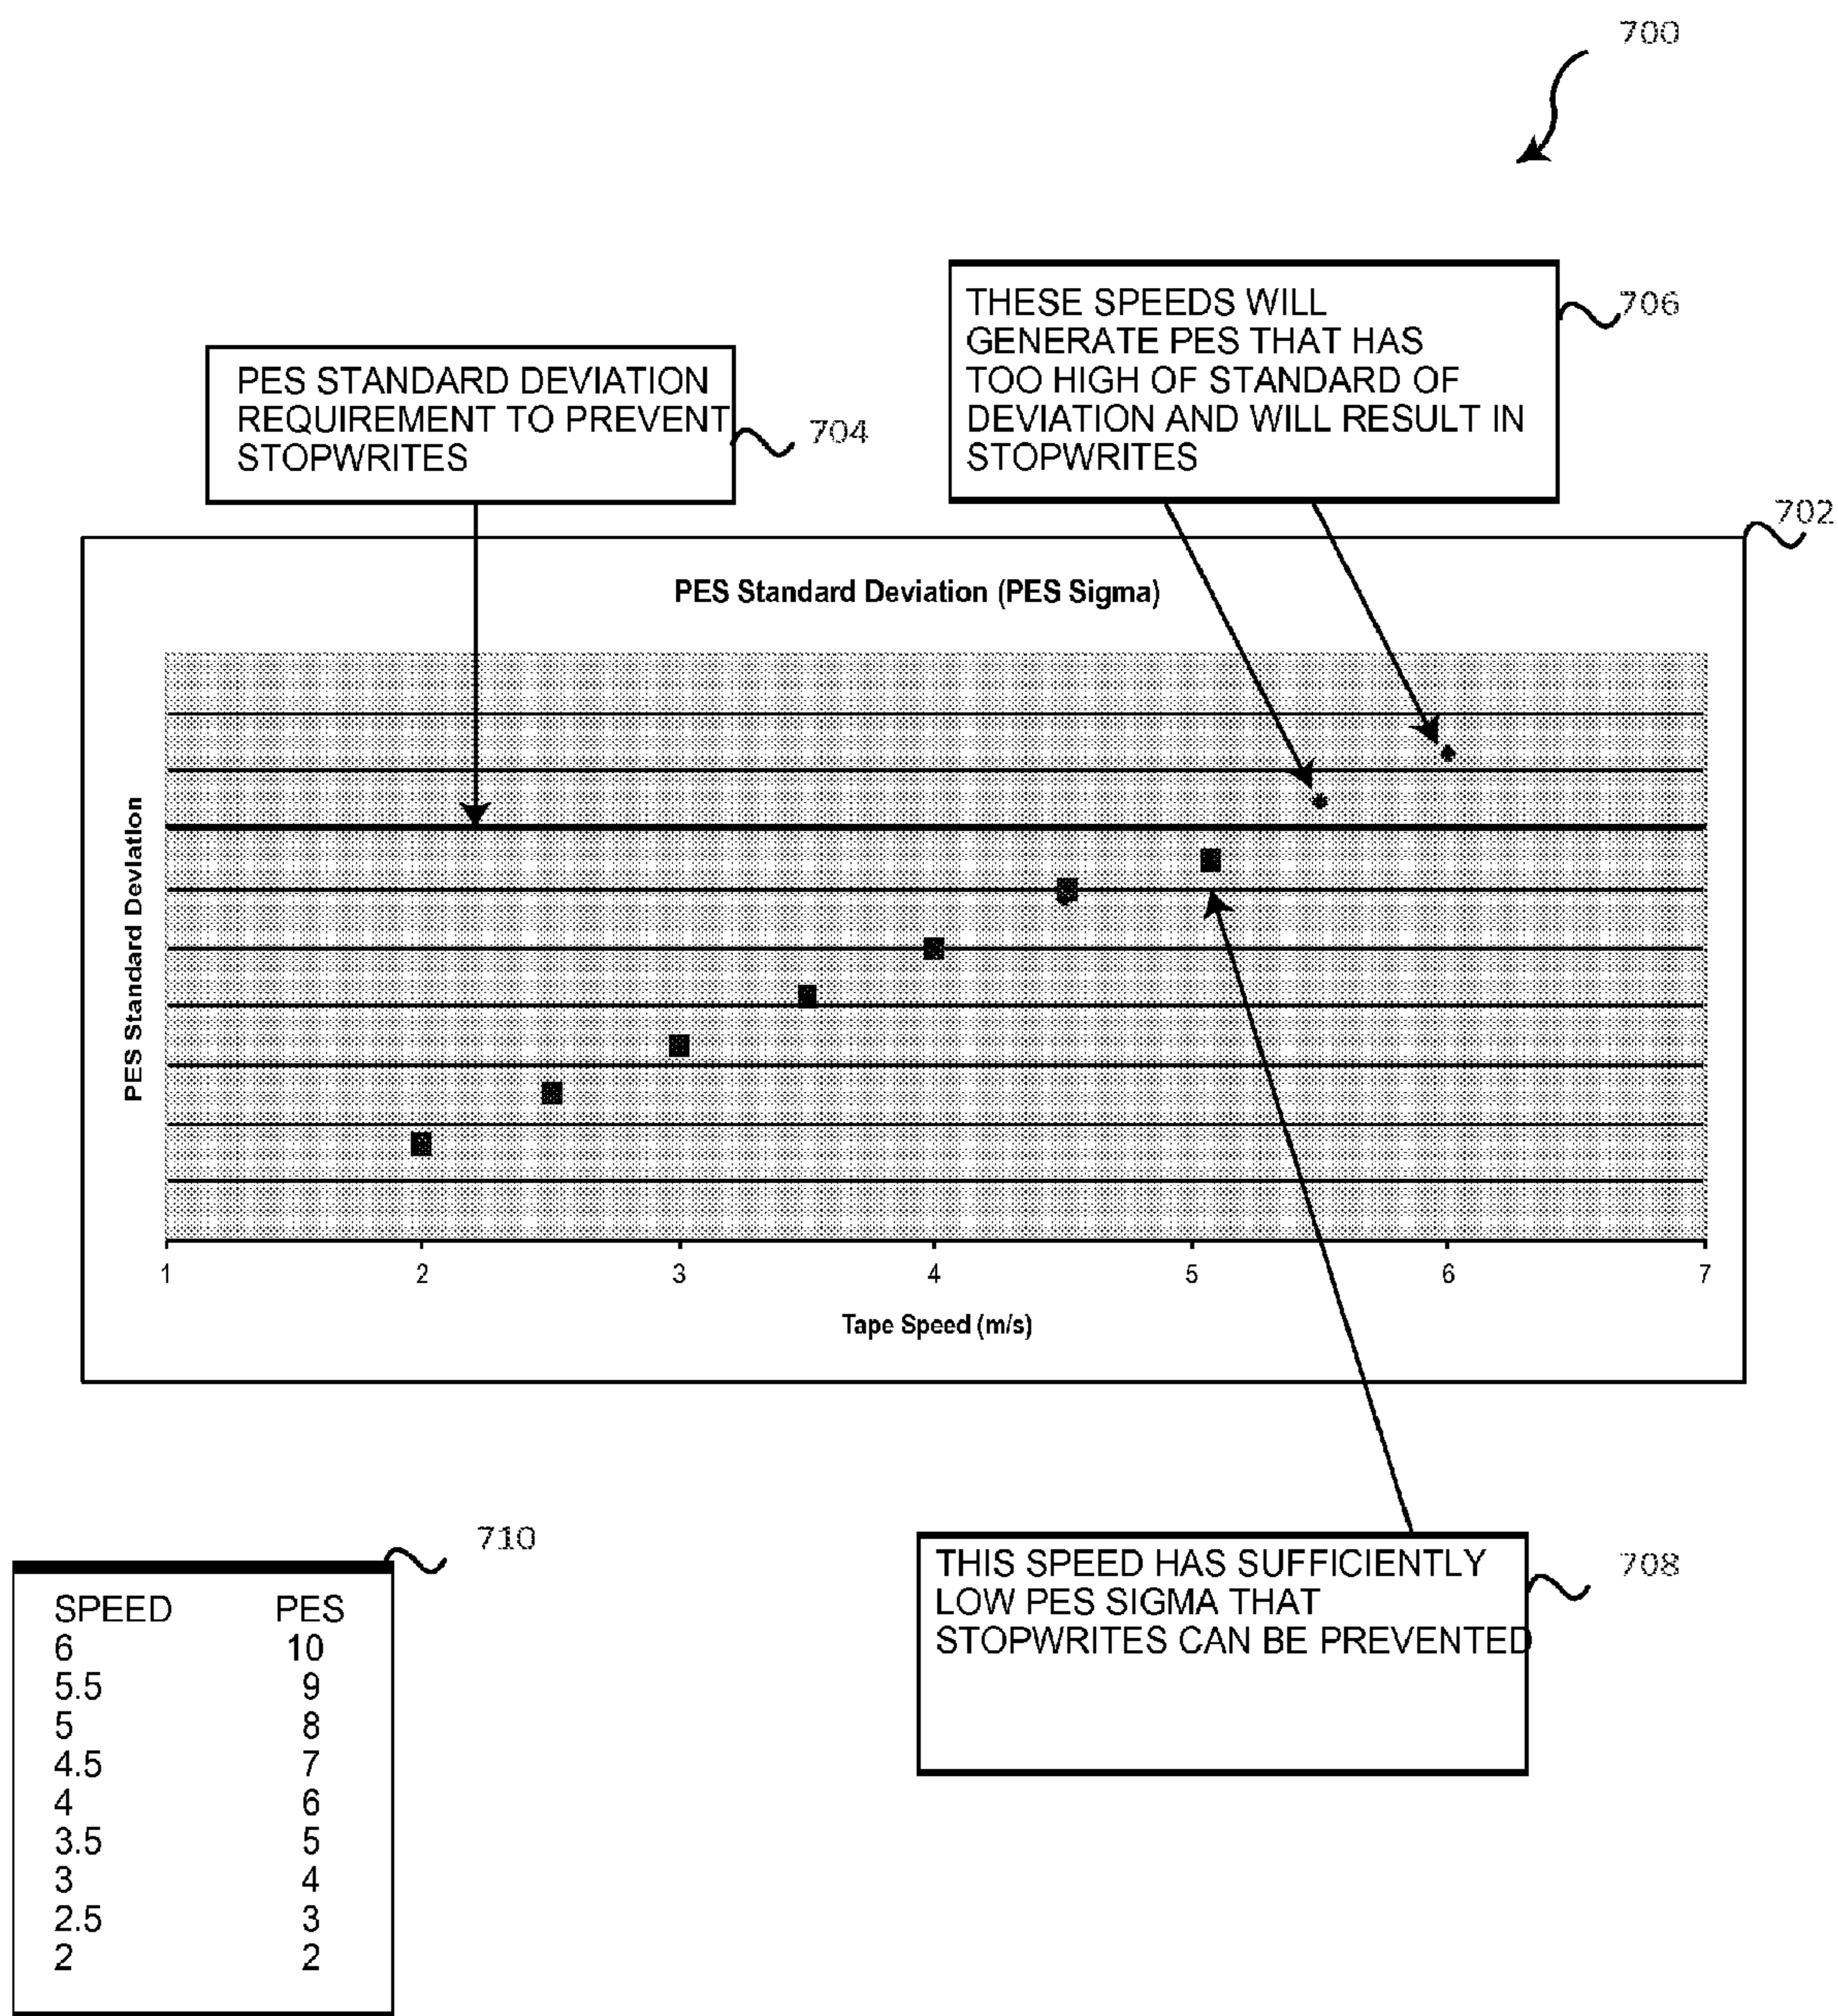 700
THESE SPEEDS WILL
GENERATE PES THAT HAS
TOO HIGH OF STANDARD OF
DEVIATION AND WILL RESULT IN
STOPWRITES
706
PES STANDARD DEVIATION
REQUIREMENT TO PREVENT
STOPWRITES
704
702
PES Standard Deviation (PES Sigma)
PES Standard Deviation
1 2 3 4 5 6 7
Tape Speed (m/s)
710
SPEED PES
6 10
5.5 9
5 8
4.5 7
4 6
3.5 5
3 4
2.5 3
2 2
THIS SPEED HAS SUFFICIENTLY
LOW PES SIGMA THAT
STOPWRITES CAN BE PREVENTED
708